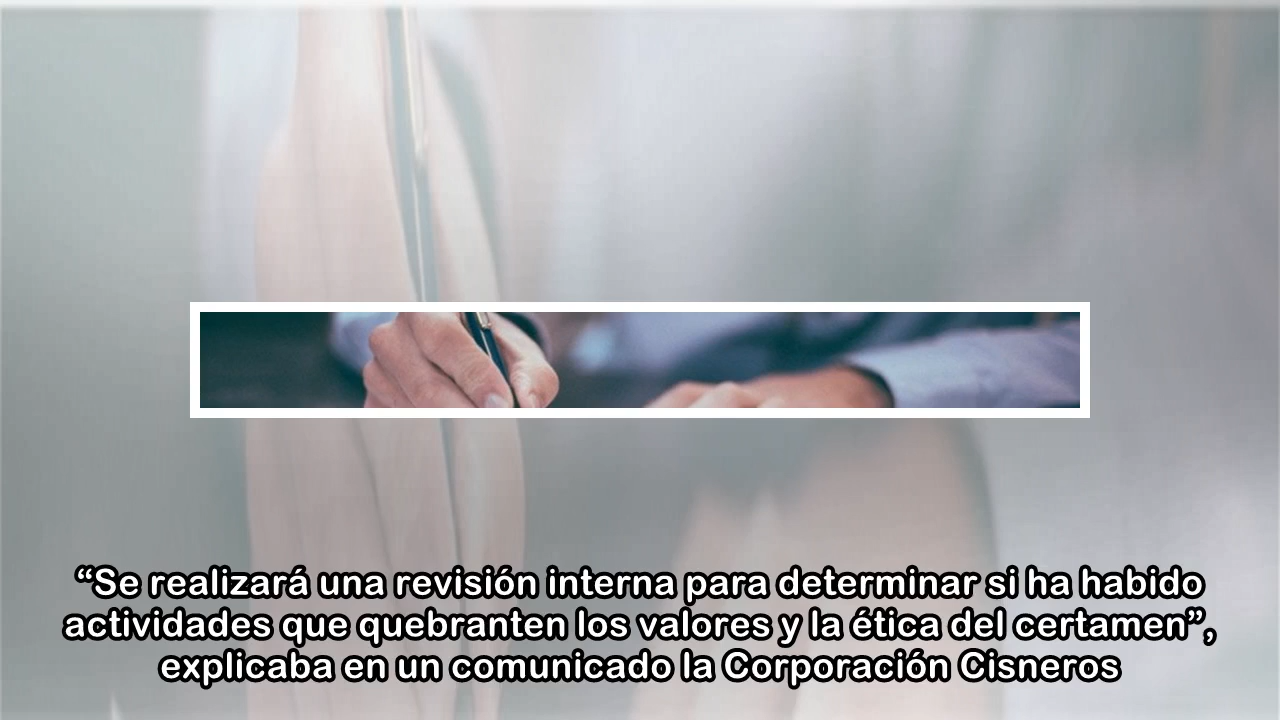 “Se realizará una revisión interna para determinar si ha habido
actividades que quebranten los valores y la ética del certamen”,
explicaba en un comunicado la Corporación Cisneros